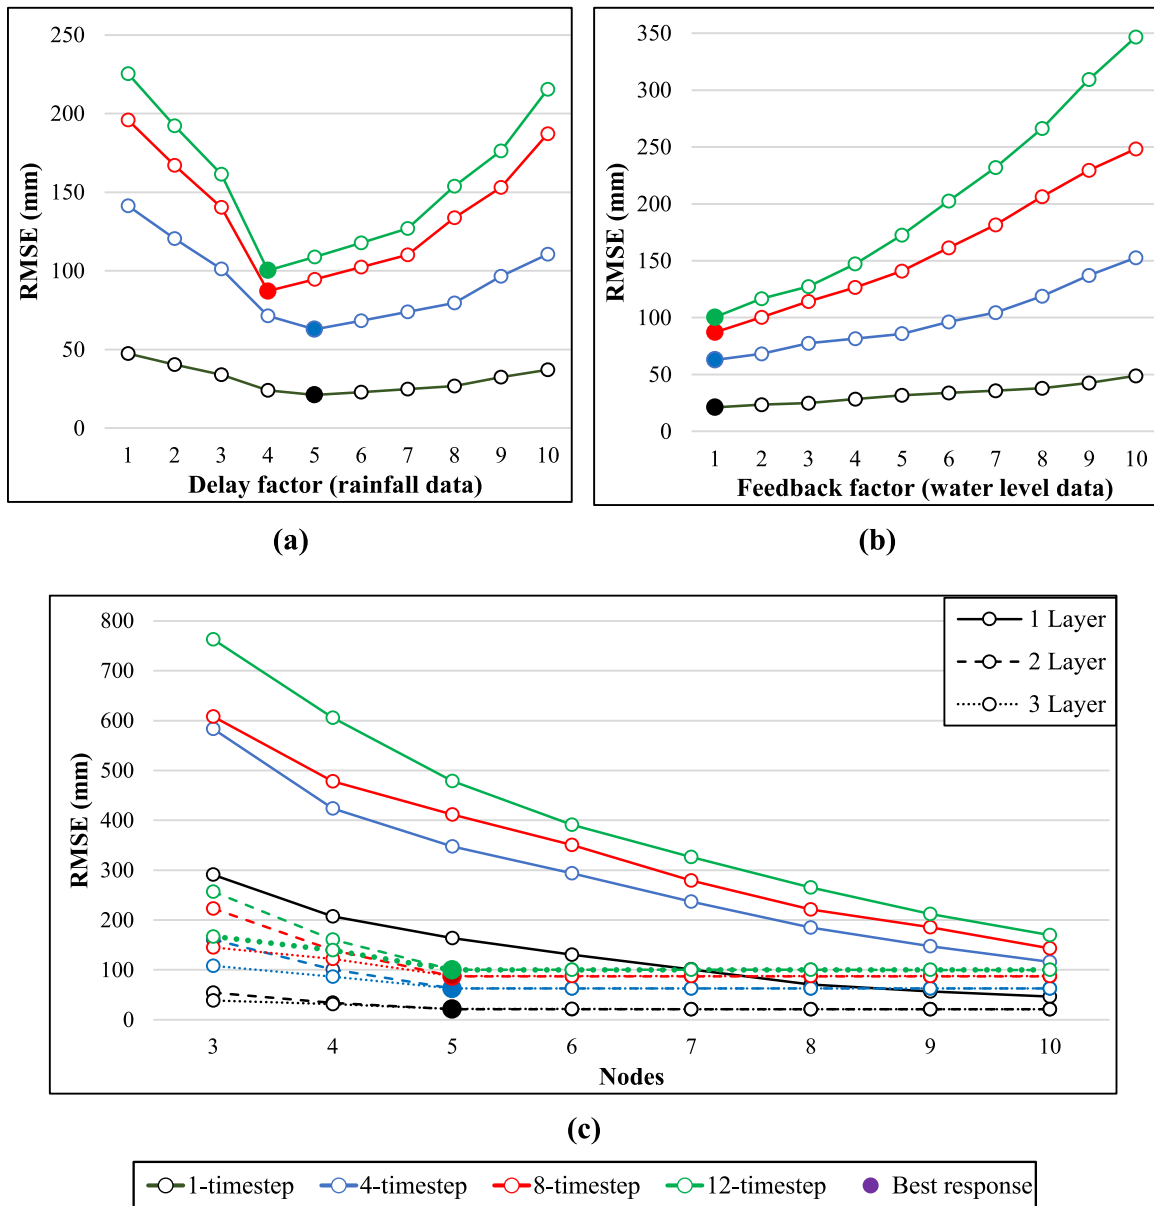 250
200
150
100
50
0
RMSE (mm)
1 2 3 4 5 6 7 8 9 10
Delay factor (rainfall data)
(a)
350
300
250
200
150
100
50
0
RMSE (mm)
1 2 3 4 5 6 7 8 9 10
Feedback factor (water level data)
(b)
800
700
600
500
400
300
200
100
0
RMSE (mm)
1 Layer
2 Layer
3 Layer
3 4 5 6 7 8 9 10
Nodes
(c)
1-timestep 4-timestep 8-timestep 12-timestep Best response